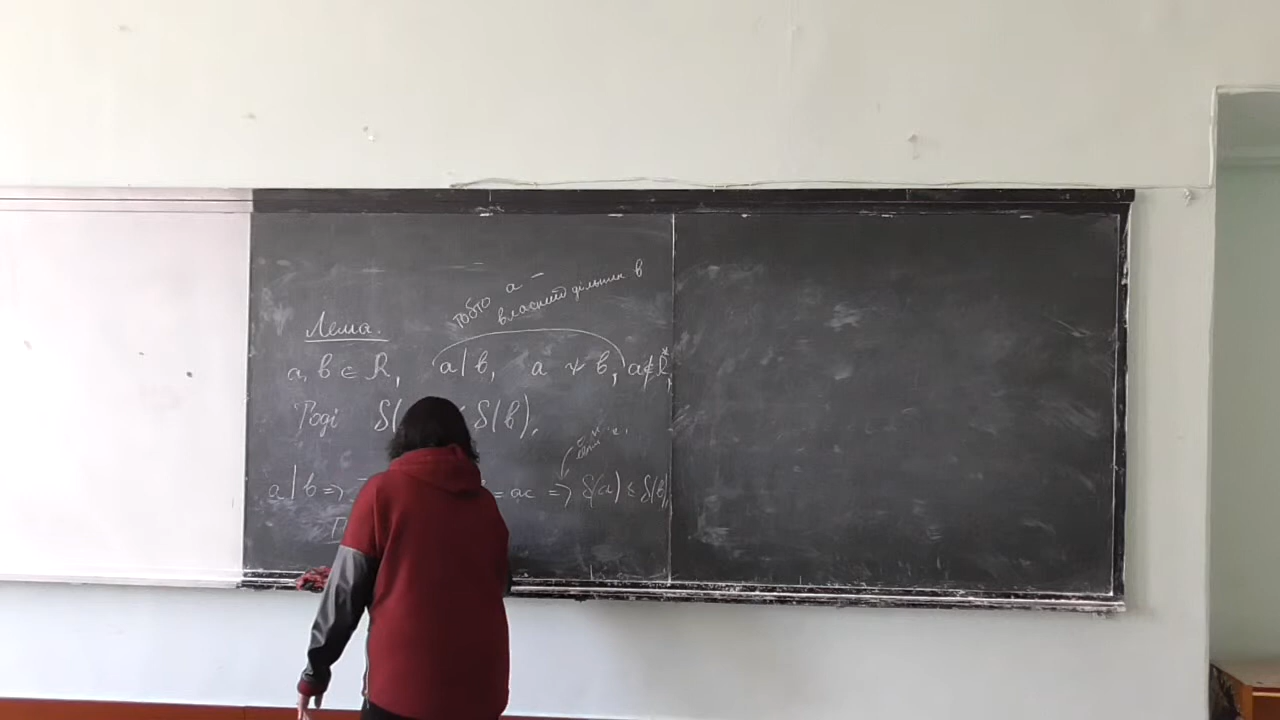 тобто a –
власний дільник b
Лема.
a, b ∈ R, a | b, a ≁ b, a ∉ R*,
Тоді δ( < δ(b).
a | b ⇒ = ac ⇒ δ(a) ≤ δ(b)
П